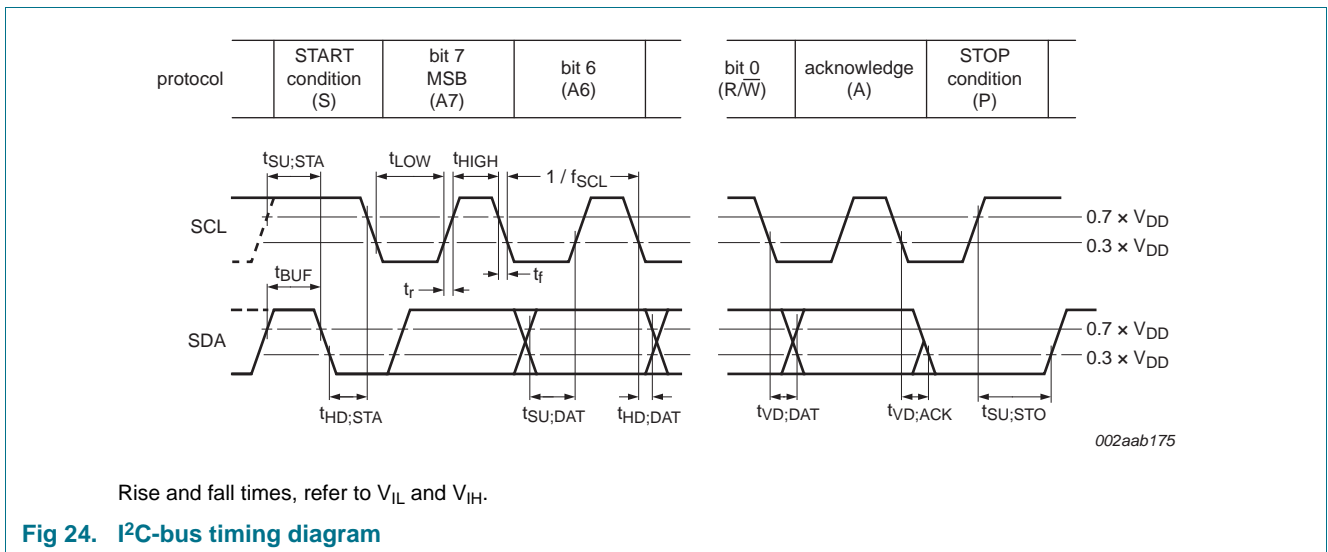 protocol
START
condition
(S)
bit 7
MSB
(A7)
bit 6
(A6)
bit 0
(R/W̅)
acknowledge
(A)
STOP
condition
(P)
tSU;STA
tLOW
tHIGH
1 / fSCL
SCL
0.7 × VDD
0.3 × VDD
tBUF
tr
tf
SDA
0.7 × VDD
0.3 × VDD
tHD;STA
tSU;DAT
tHD;DAT
tVD;DAT
tVD;ACK
tSU;STO
002aab175
Rise and fall times, refer to VIL and VIH.
Fig 24. I²C-bus timing diagram